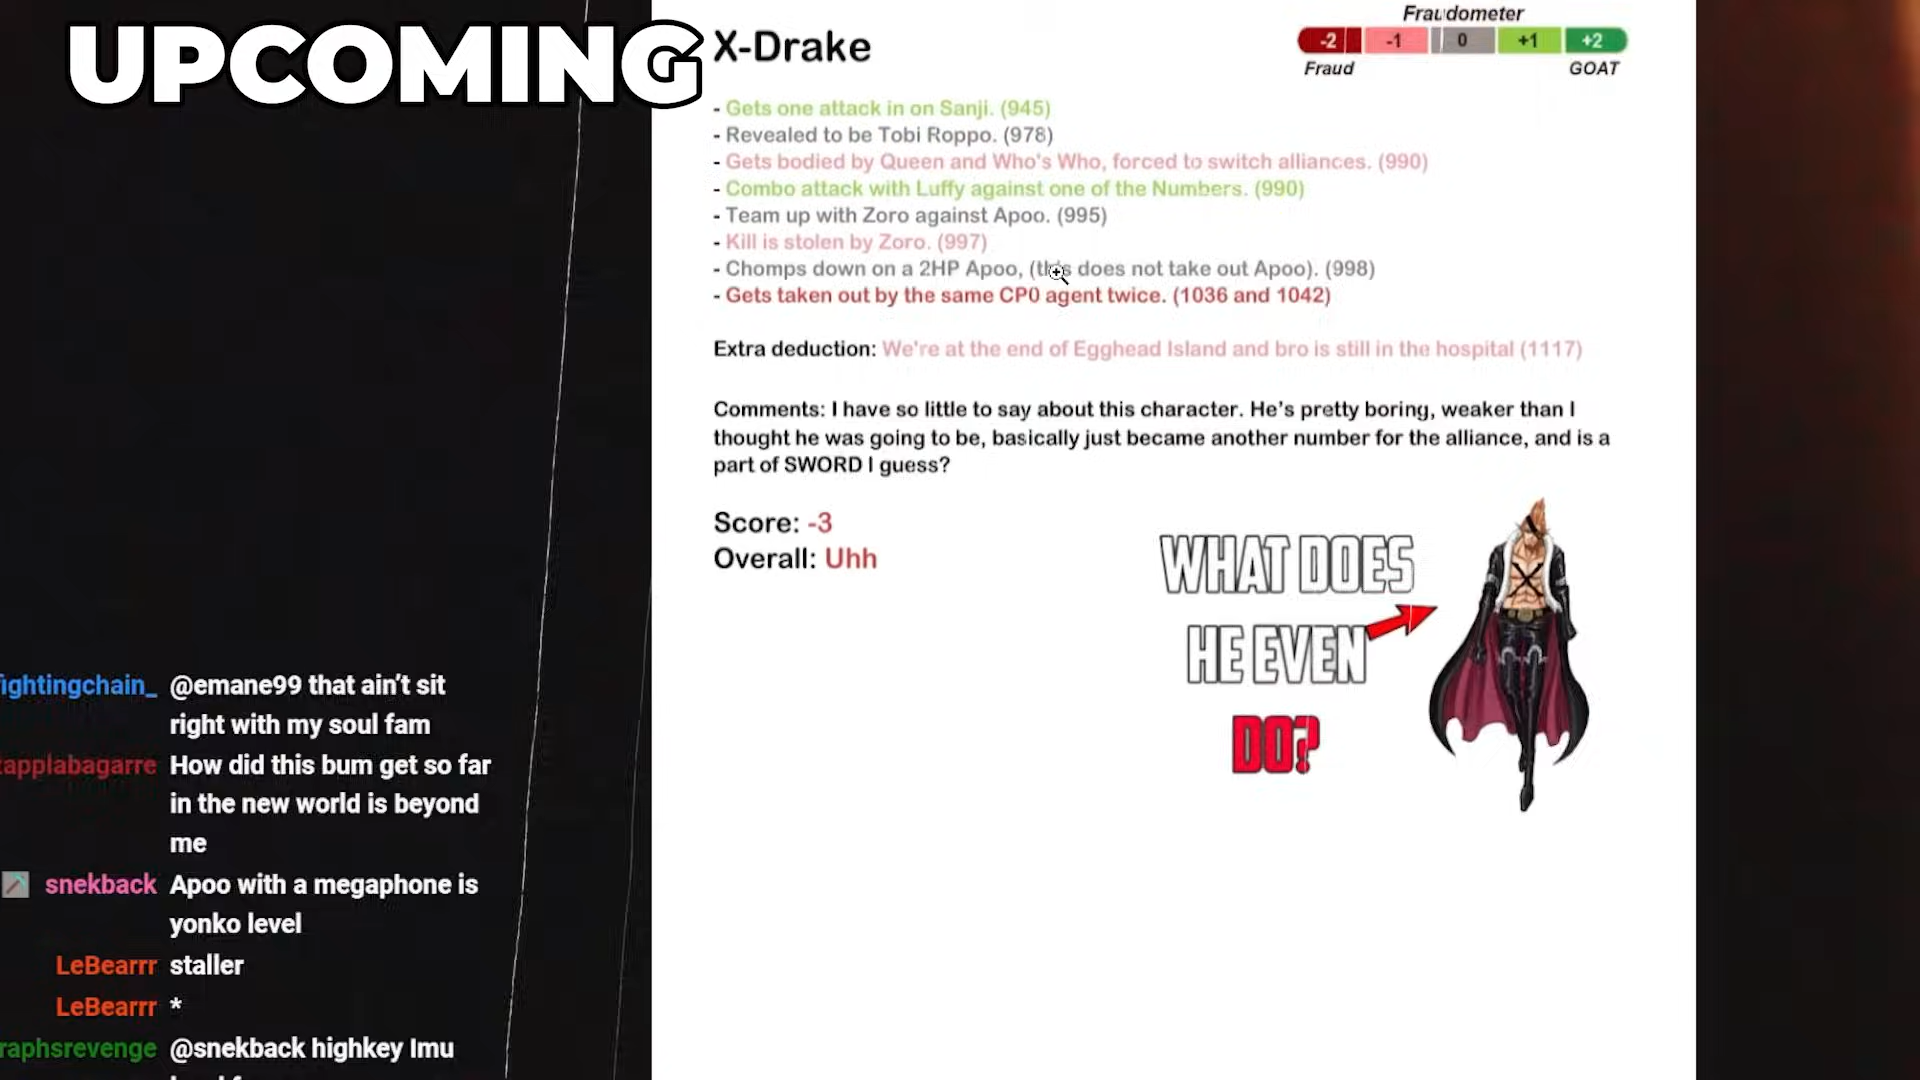 UPCOMING
X-Drake
Fraudometer
-2 -1 0 +1 +2
Fraud GOAT
- Gets one attack in on Sanji. (945)
- Revealed to be Tobi Roppo. (978)
- Gets bodied by Queen and Who's Who, forced to switch alliances. (990)
- Combo attack with Luffy against one of the Numbers. (990)
- Team up with Zoro against Apoo. (995)
- Kill is stolen by Zoro. (997)
- Chomps down on a 2HP Apoo, (this does not take out Apoo). (998)
- Gets taken out by the same CP0 agent twice. (1036 and 1042)
Extra deduction: We're at the end of Egghead Island and bro is still in the hospital (1117)
Comments: I have so little to say about this character. He's pretty boring, weaker than I
thought he was going to be, basically just became another number for the alliance, and is a
part of SWORD I guess?
Score: -3
Overall: Uhh
WHAT DOES
HE EVEN
DO?
ightingchain_ @emane99 that ain't sit
right with my soul fam
applabagarre How did this bum get so far
in the new world is beyond
me
snekback Apoo with a megaphone is
yonko level
LeBearrr staller
LeBearrr *
raphsrevenge @snekback highkey Imu